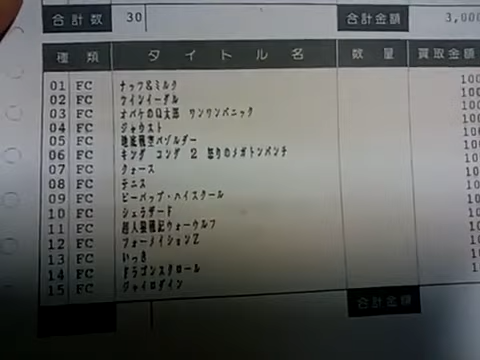 合計数 30 合計金額 3,000
種類 タイトル名 数量 買取金額
01 FC ナッツ&ミルク 100
02 FC ツインイーグル 100
03 FC オバケのQ太郎 ワンワンパニック 100
04 FC ジャウスト 100
05 FC 地底戦空バゾルダー 100
06 FC キング コング 2 怒りのメガトンパンチ 100
07 FC クォース 100
08 FC テニス 100
09 FC ビーバップ・ハイスクール 100
10 FC シェラザード 100
11 FC 超人狼戦記ウォーウルフ 10
12 FC フォーメイションZ 10
13 FC いっき 10
14 FC ドラゴンスクロール 1
15 FC ジャイロダイン
合計金額